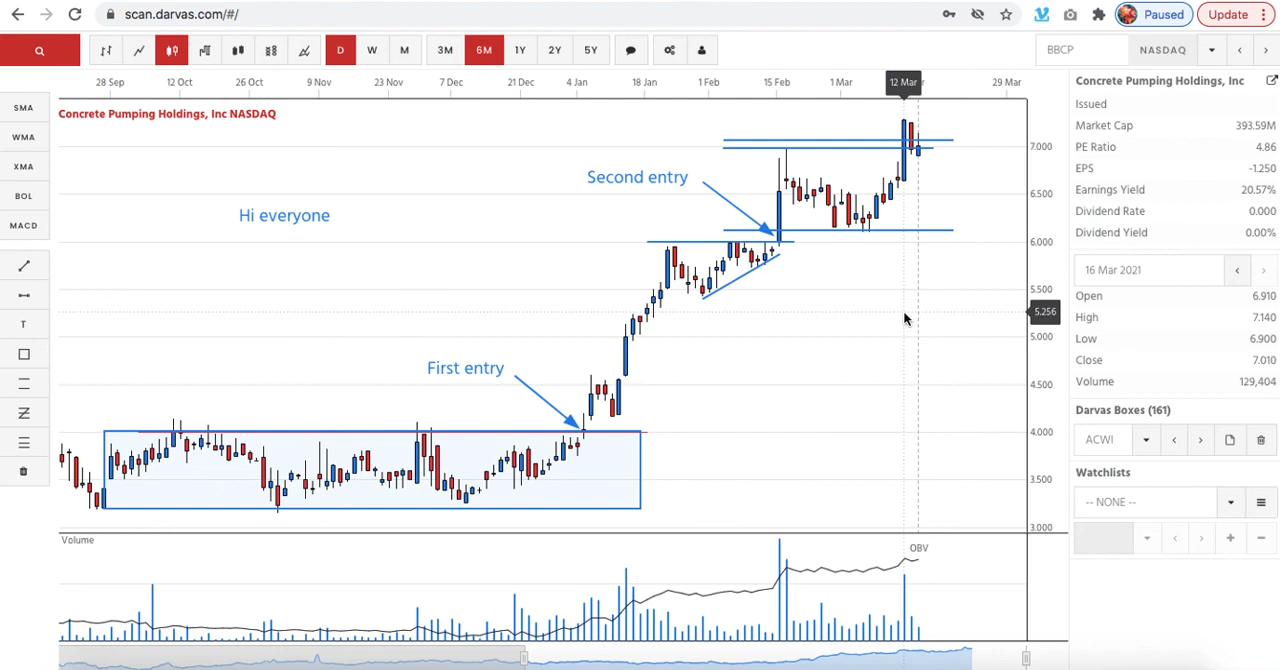 scan.darvas.com/#/
Paused
Update
D
W
M
3M
6M
1Y
2Y
5Y
BBCP
NASDAQ
28 Sep
12 Oct
26 Oct
9 Nov
23 Nov
7 Dec
21 Dec
4 Jan
18 Jan
1 Feb
15 Feb
1 Mar
12 Mar
29 Mar
SMA
WMA
XMA
BOL
MACD
T
Concrete Pumping Holdings, Inc NASDAQ
Hi everyone
First entry
Second entry
7.000
6.500
6.000
5.500
5.256
5.000
4.500
4.000
3.500
3.000
Volume
OBV
Concrete Pumping Holdings, Inc
Issued
Market Cap 393.59M
PE Ratio 4.86
EPS -1.250
Earnings Yield 20.57%
Dividend Rate 0.000
Dividend Yield 0.00%
16 Mar 2021
Open 6.910
High 7.140
Low 6.900
Close 7.010
Volume 129,404
Darvas Boxes (161)
ACWI
Watchlists
-- NONE --